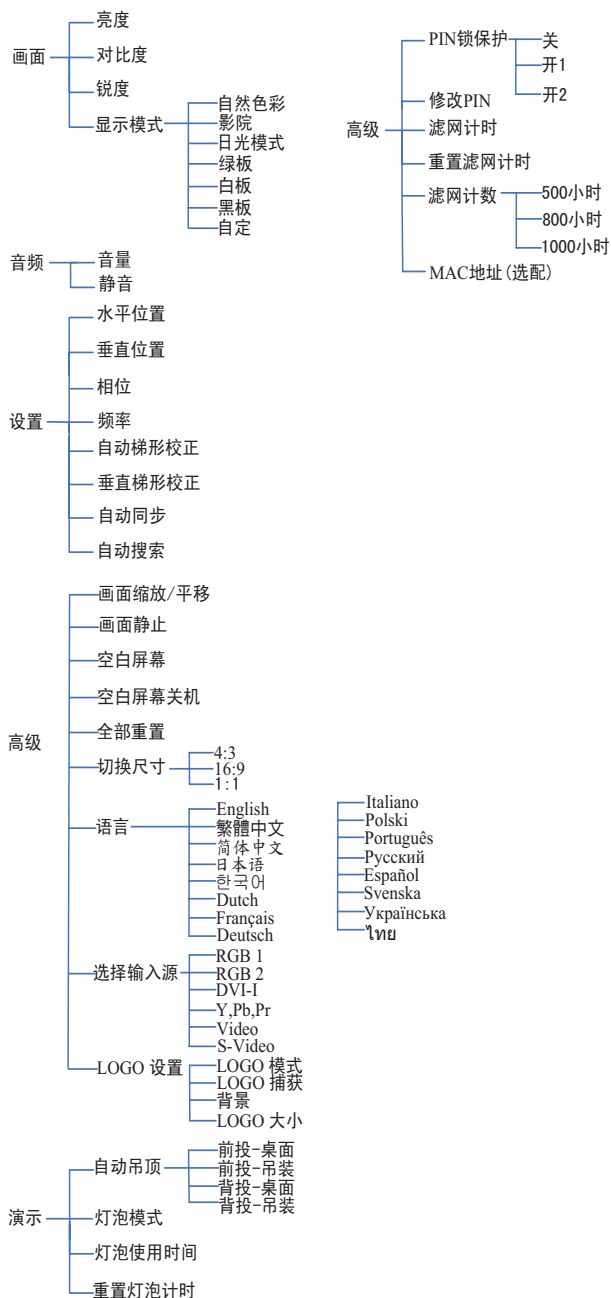 画面
亮度
对比度
锐度
显示模式
自然色彩
影院
日光模式
绿板
白板
黑板
自定
音频
音量
静音
设置
水平位置
垂直位置
相位
频率
自动梯形校正
垂直梯形校正
自动同步
自动搜索
高级
画面缩放/平移
画面静止
空白屏幕
空白屏幕关机
全部重置
切换尺寸
4:3
16:9
1:1
语言
English
繁體中文
简体中文
日本语
한국어
Dutch
Français
Deutsch
Italiano
Polski
Português
Русский
Español
Svenska
Українська
ไทย
选择输入源
RGB 1
RGB 2
DVI-I
Y,Pb,Pr
Video
S-Video
LOGO 设置
LOGO 模式
LOGO 捕获
背景
LOGO 大小
演示
自动吊顶
前投-桌面
前投-吊装
背投-桌面
背投-吊装
灯泡模式
灯泡使用时间
重置灯泡计时
高级
PIN锁保护
关
开1
开2
修改PIN
滤网计时
重置滤网计时
滤网计数
500小时
800小时
1000小时
MAC地址(选配)